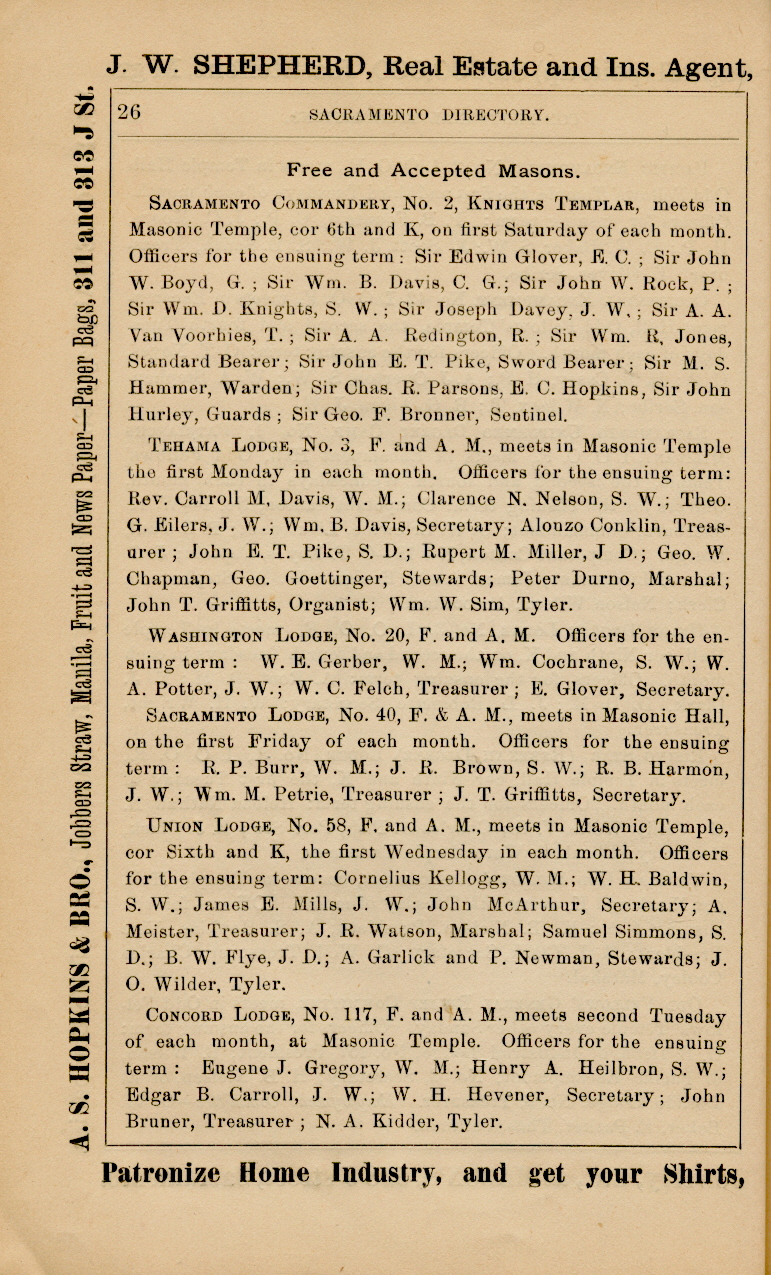 J. W. SHEPHERD, Real Estate and Ins. Agent,
26 SACRAMENTO DIRECTORY.
Free and Accepted Masons.
SACRAMENTO COMMANDERY, No. 2, KNIGHTS TEMPLAR, meets in
Masonic Temple, cor 6th and K, on first Saturday of each month.
Officers for the ensuing term : Sir Edwin Glover, E. C. ; Sir John
W. Boyd, G. ; Sir Wm. B. Davis, C. G.; Sir John W. Rock, P. ;
Sir Wm. D. Knights, S. W. ; Sir Joseph Davey, J. W. ; Sir A. A.
Van Voorhies, T. ; Sir A. A. Redington, R. ; Sir Wm. R. Jones,
Standard Bearer; Sir John E. T. Pike, Sword Bearer; Sir M. S.
Hammer, Warden; Sir Chas. R. Parsons, E. C. Hopkins, Sir John
Hurley, Guards ; Sir Geo. F. Bronner, Sentinel.
TEHAMA LODGE, No. 3, F. and A. M., meets in Masonic Temple
the first Monday in each month. Officers for the ensuing term:
Rev. Carroll M, Davis, W. M.; Clarence N. Nelson, S. W.; Theo.
G. Eilers, J. W.; Wm. B. Davis, Secretary; Alonzo Conklin, Treas-
urer ; John E. T. Pike, S. D.; Rupert M. Miller, J D.; Geo. W.
Chapman, Geo. Goettinger, Stewards; Peter Durno, Marshal;
John T. Griffitts, Organist; Wm. W. Sim, Tyler.
WASHINGTON LODGE, No. 20, F. and A. M. Officers for the en-
suing term : W. E. Gerber, W. M.; Wm. Cochrane, S. W.; W.
A. Potter, J. W.; W. C. Felch, Treasurer ; E. Glover, Secretary.
SACRAMENTO LODGE, No. 40, F. & A. M., meets in Masonic Hall,
on the first Friday of each month. Officers for the ensuing
term : R. P. Burr, W. M.; J. R. Brown, S. W.; R. B. Harmon,
J. W.; Wm. M. Petrie, Treasurer ; J. T. Griffitts, Secretary.
UNION LODGE, No. 58, F. and A. M., meets in Masonic Temple,
cor Sixth and K, the first Wednesday in each month. Officers
for the ensuing term: Cornelius Kellogg, W. M.; W. H. Baldwin,
S. W.; James E. Mills, J. W.; John McArthur, Secretary; A.
Meister, Treasurer; J. R. Watson, Marshal; Samuel Simmons, S.
D.; B. W. Flye, J. D.; A. Garlick and P. Newman, Stewards; J.
O. Wilder, Tyler.
CONCORD LODGE, No. 117, F. and A. M., meets second Tuesday
of each month, at Masonic Temple. Officers for the ensuing
term : Eugene J. Gregory, W. M.; Henry A. Heilbron, S. W.;
Edgar B. Carroll, J. W.; W. H. Hevener, Secretary; John
Bruner, Treasurer ; N. A. Kidder, Tyler.
Patronize Home Industry, and get your Shirts,
A. S. HOPKINS & BRO., Jobbers Straw, Manila, Fruit and News Paper—Paper Bags, 311 and 313 J St.